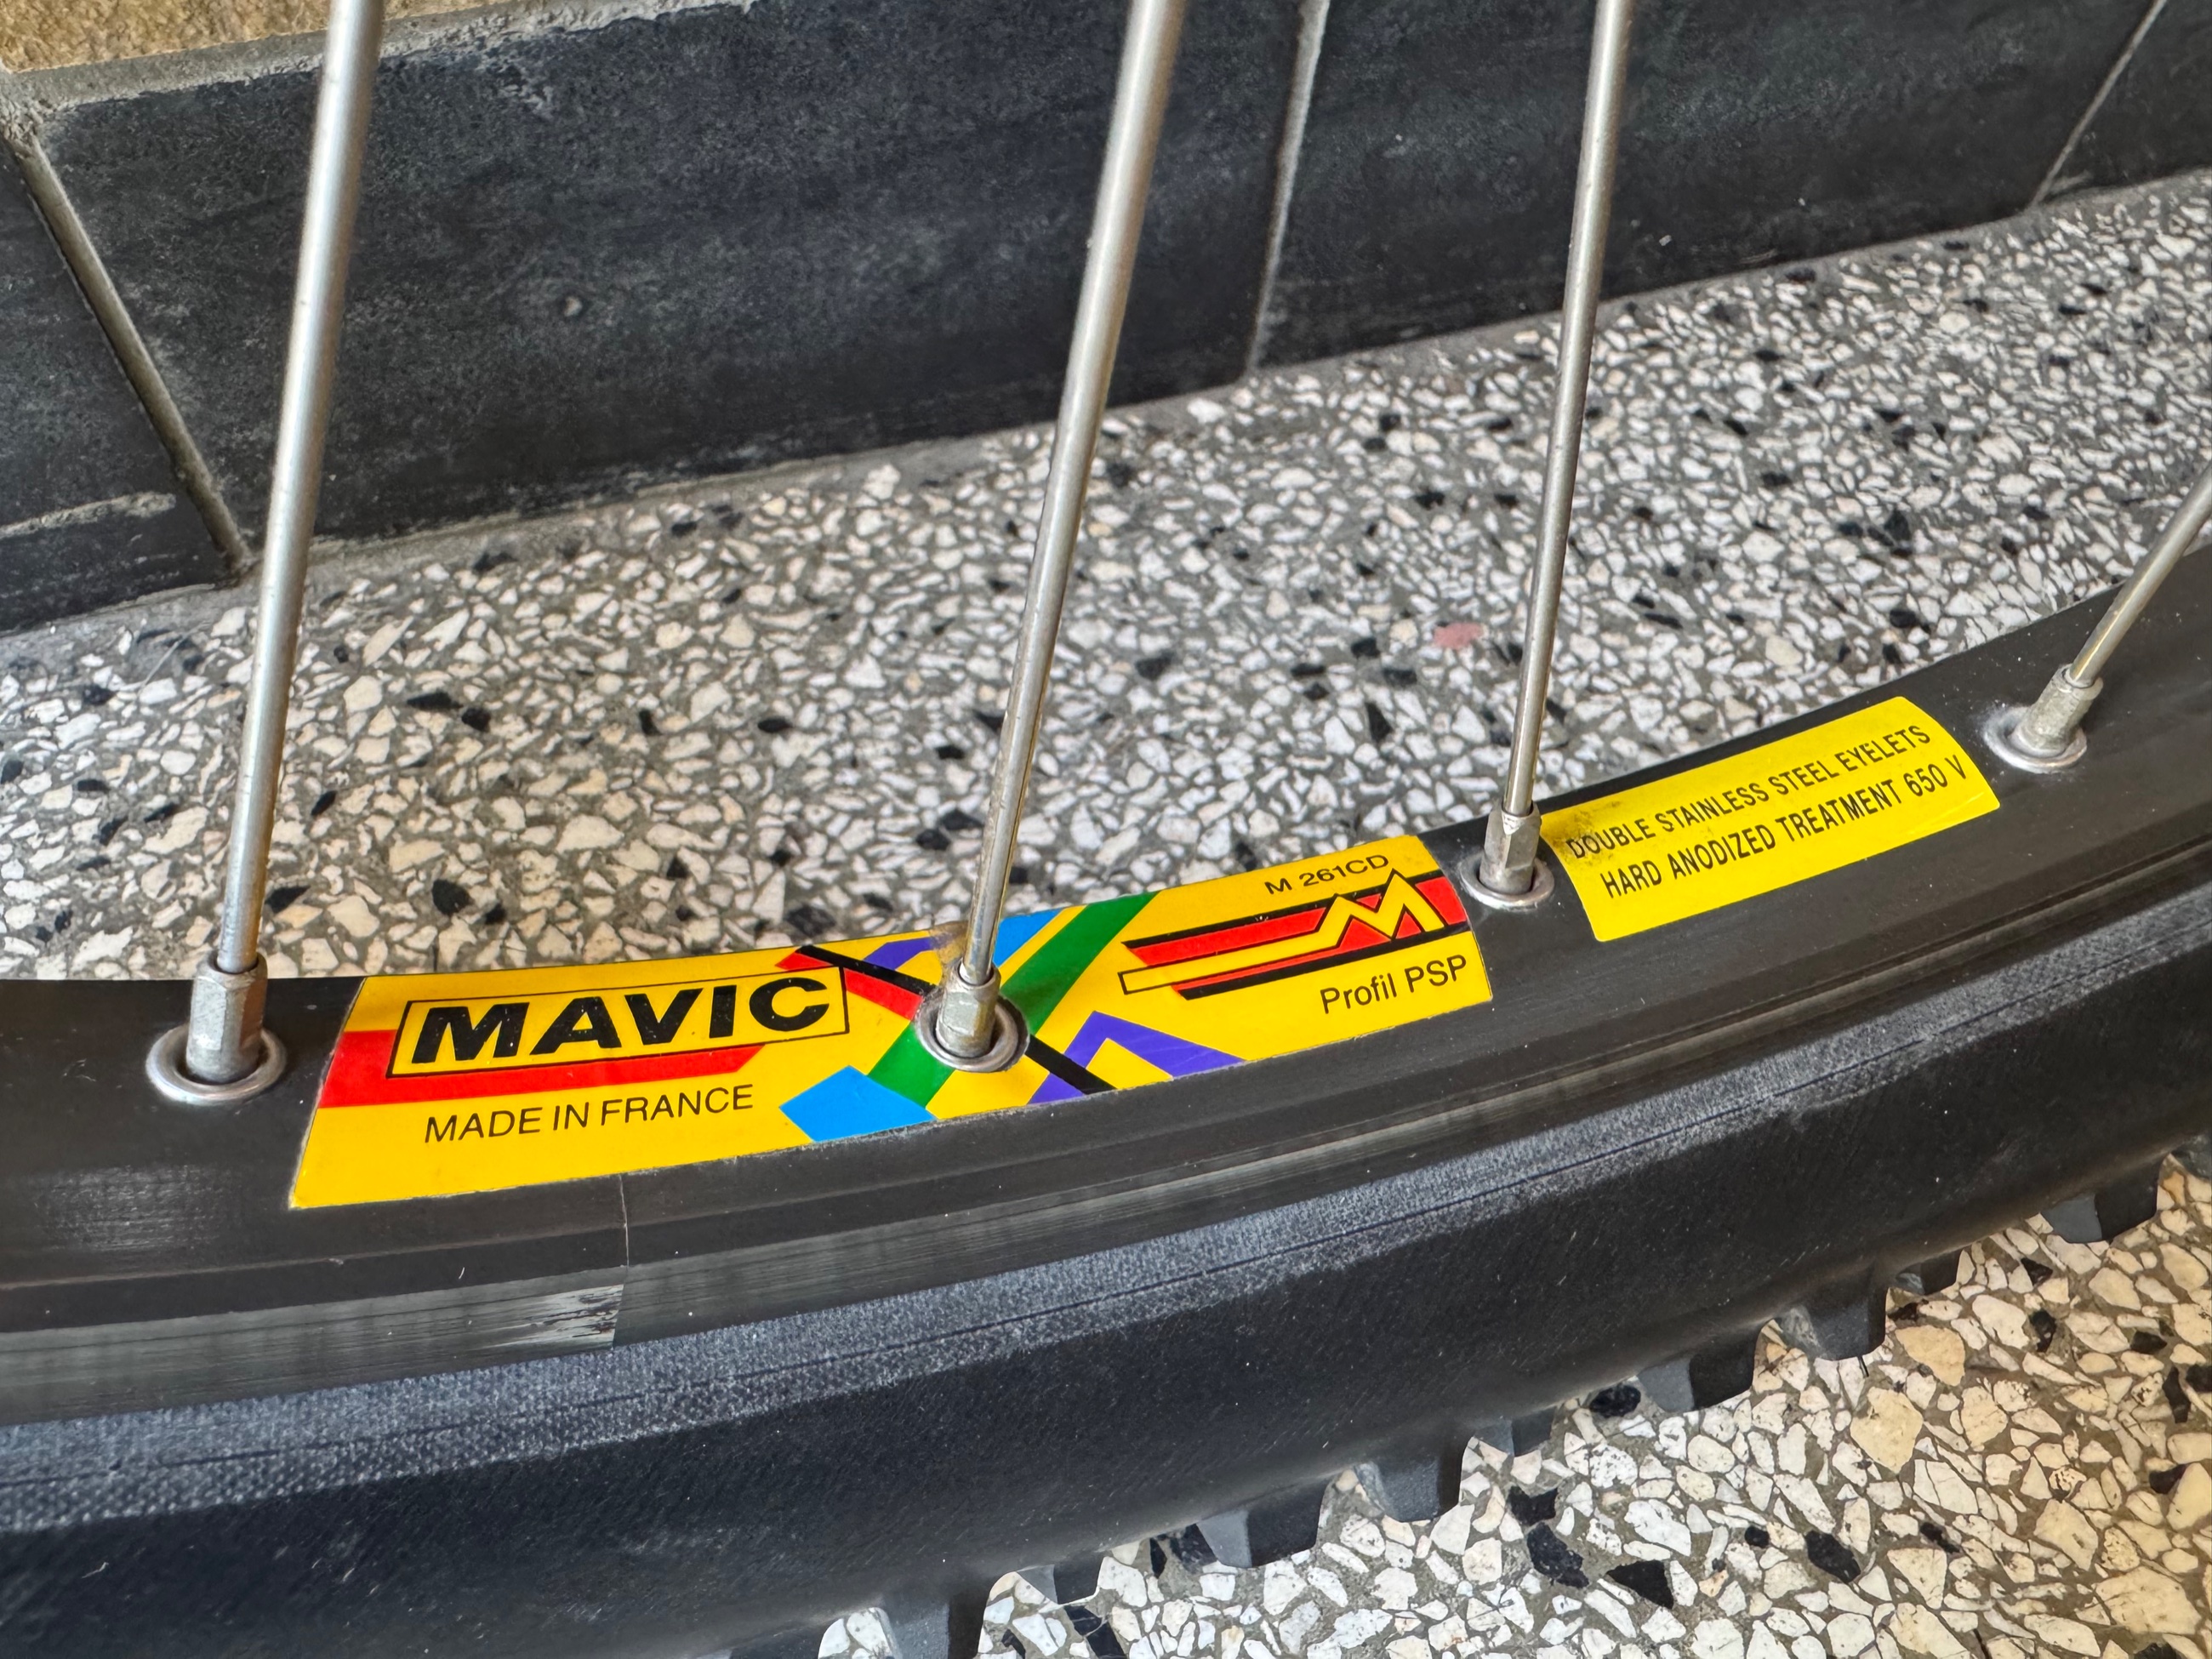 MAVIC
MADE IN FRANCE
M 261CD
Profil PSP
DOUBLE STAINLESS STEEL EYELETS
HARD ANODIZED TREATMENT 650 V